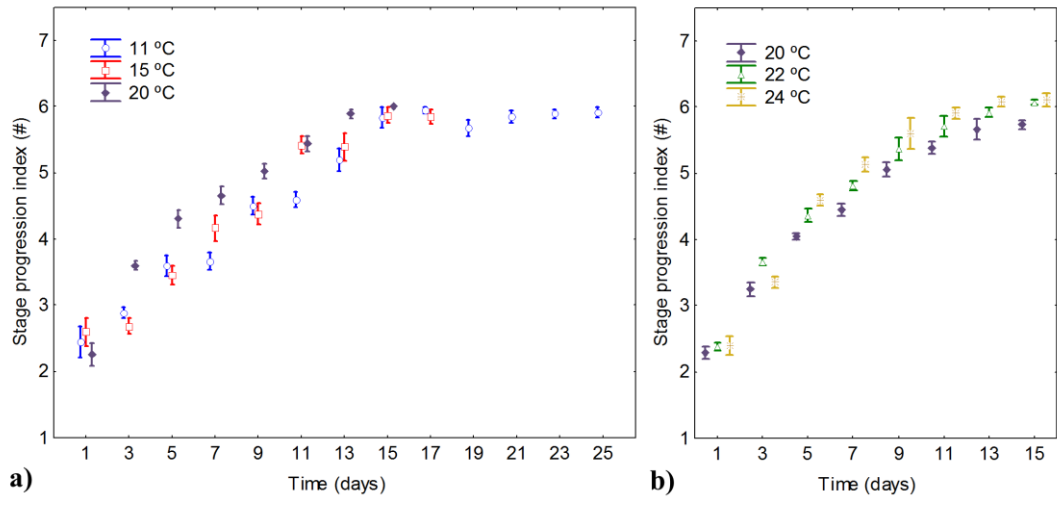 7
6
5
4
3
2
1
Stage progression index (#)
11 ºC
15 ºC
20 ºC
1 3 5 7 9 11 13 15 17 19 21 23 25
Time (days)
a)
7
6
5
4
3
2
1
Stage progression index (#)
20 ºC
22 ºC
24 ºC
1 3 5 7 9 11 13 15
Time (days)
b)